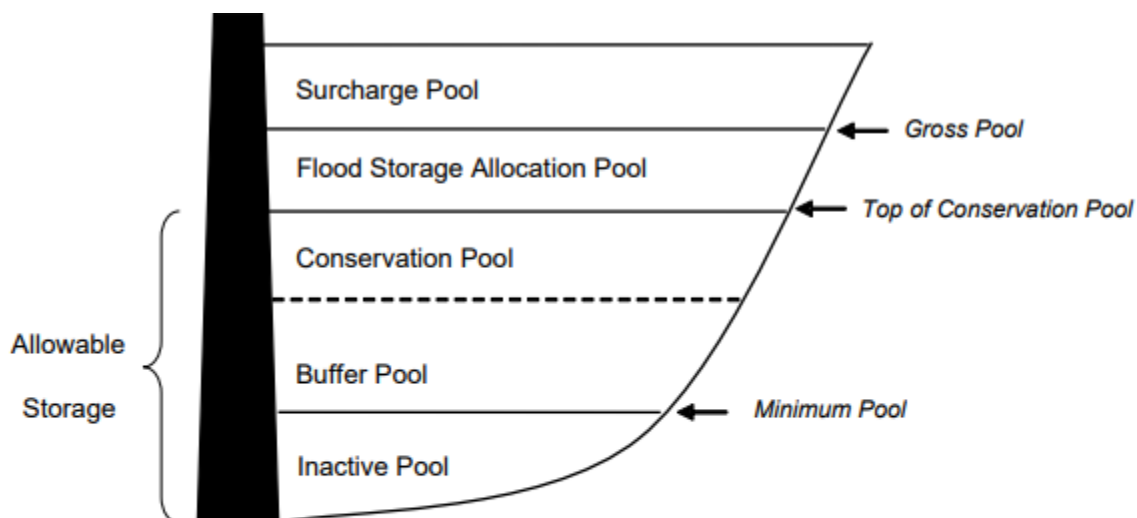 Surcharge Pool
Gross Pool
Flood Storage Allocation Pool
Top of Conservation Pool
Conservation Pool
Allowable
Storage
Buffer Pool
Minimum Pool
Inactive Pool